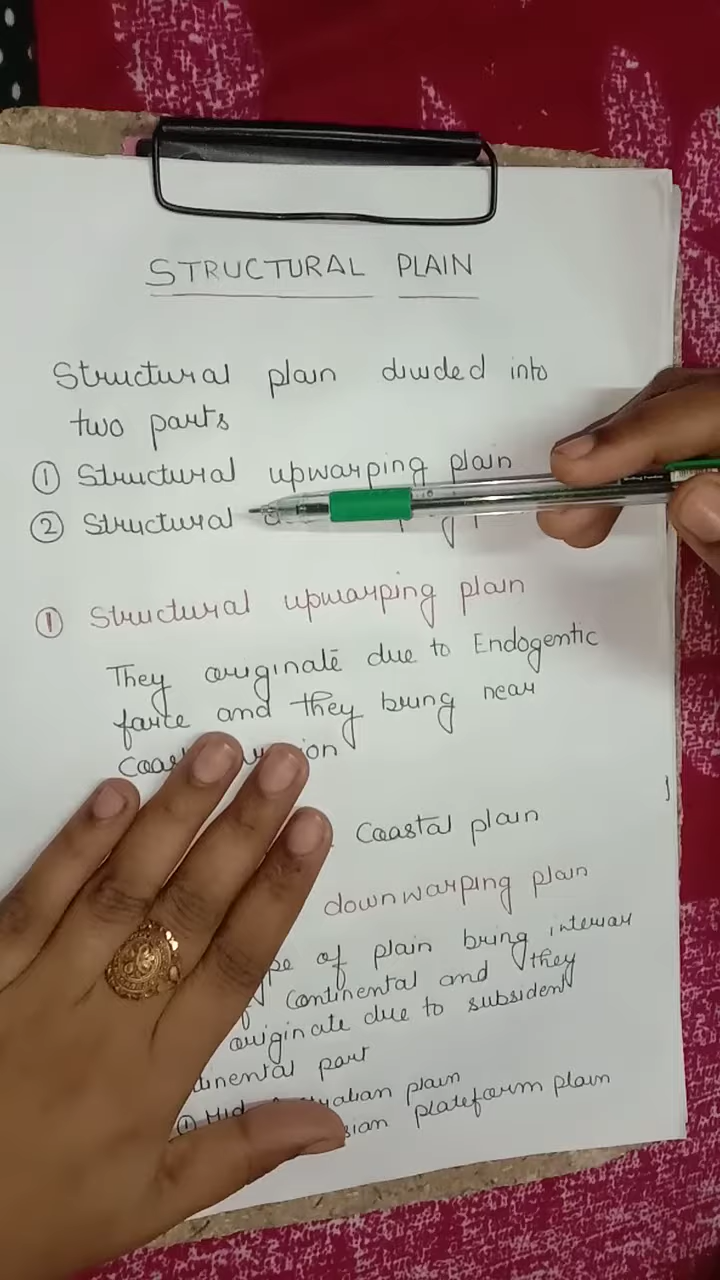 STRUCTURAL PLAIN
Structural plain divided into
two parts
① Structural upwarping plain
② Structural
① Structural upwarping plain
They originate due to Endogentic
farce and they bring near
Coastal plain
downwarping plain
of plain bring interior
Continental and they
originate due to subsident
part
plain
plateform plain